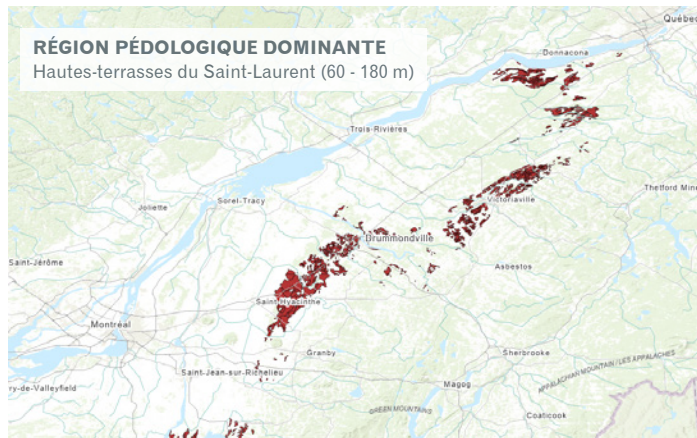 RÉGION PÉDOLOGIQUE DOMINANTE
Hautes-terrasses du Saint-Laurent (60 - 180 m)
Québec
Donnacona
Trois-Rivières
Thetford Mine
Victoriaville
Joliette
Sorel-Tracy
Drummondville
Saint-Jérôme
Asbestos
Saint-Hyacinthe
Montréal
Granby
Sherbrooke
Saint-Jean-sur-Richelieu
APPALACHIAN MOUNTAIN / LES APPALACHES
ry-de-Valleyfield
Magog
GREEN MOUNTAINS
Coaticook